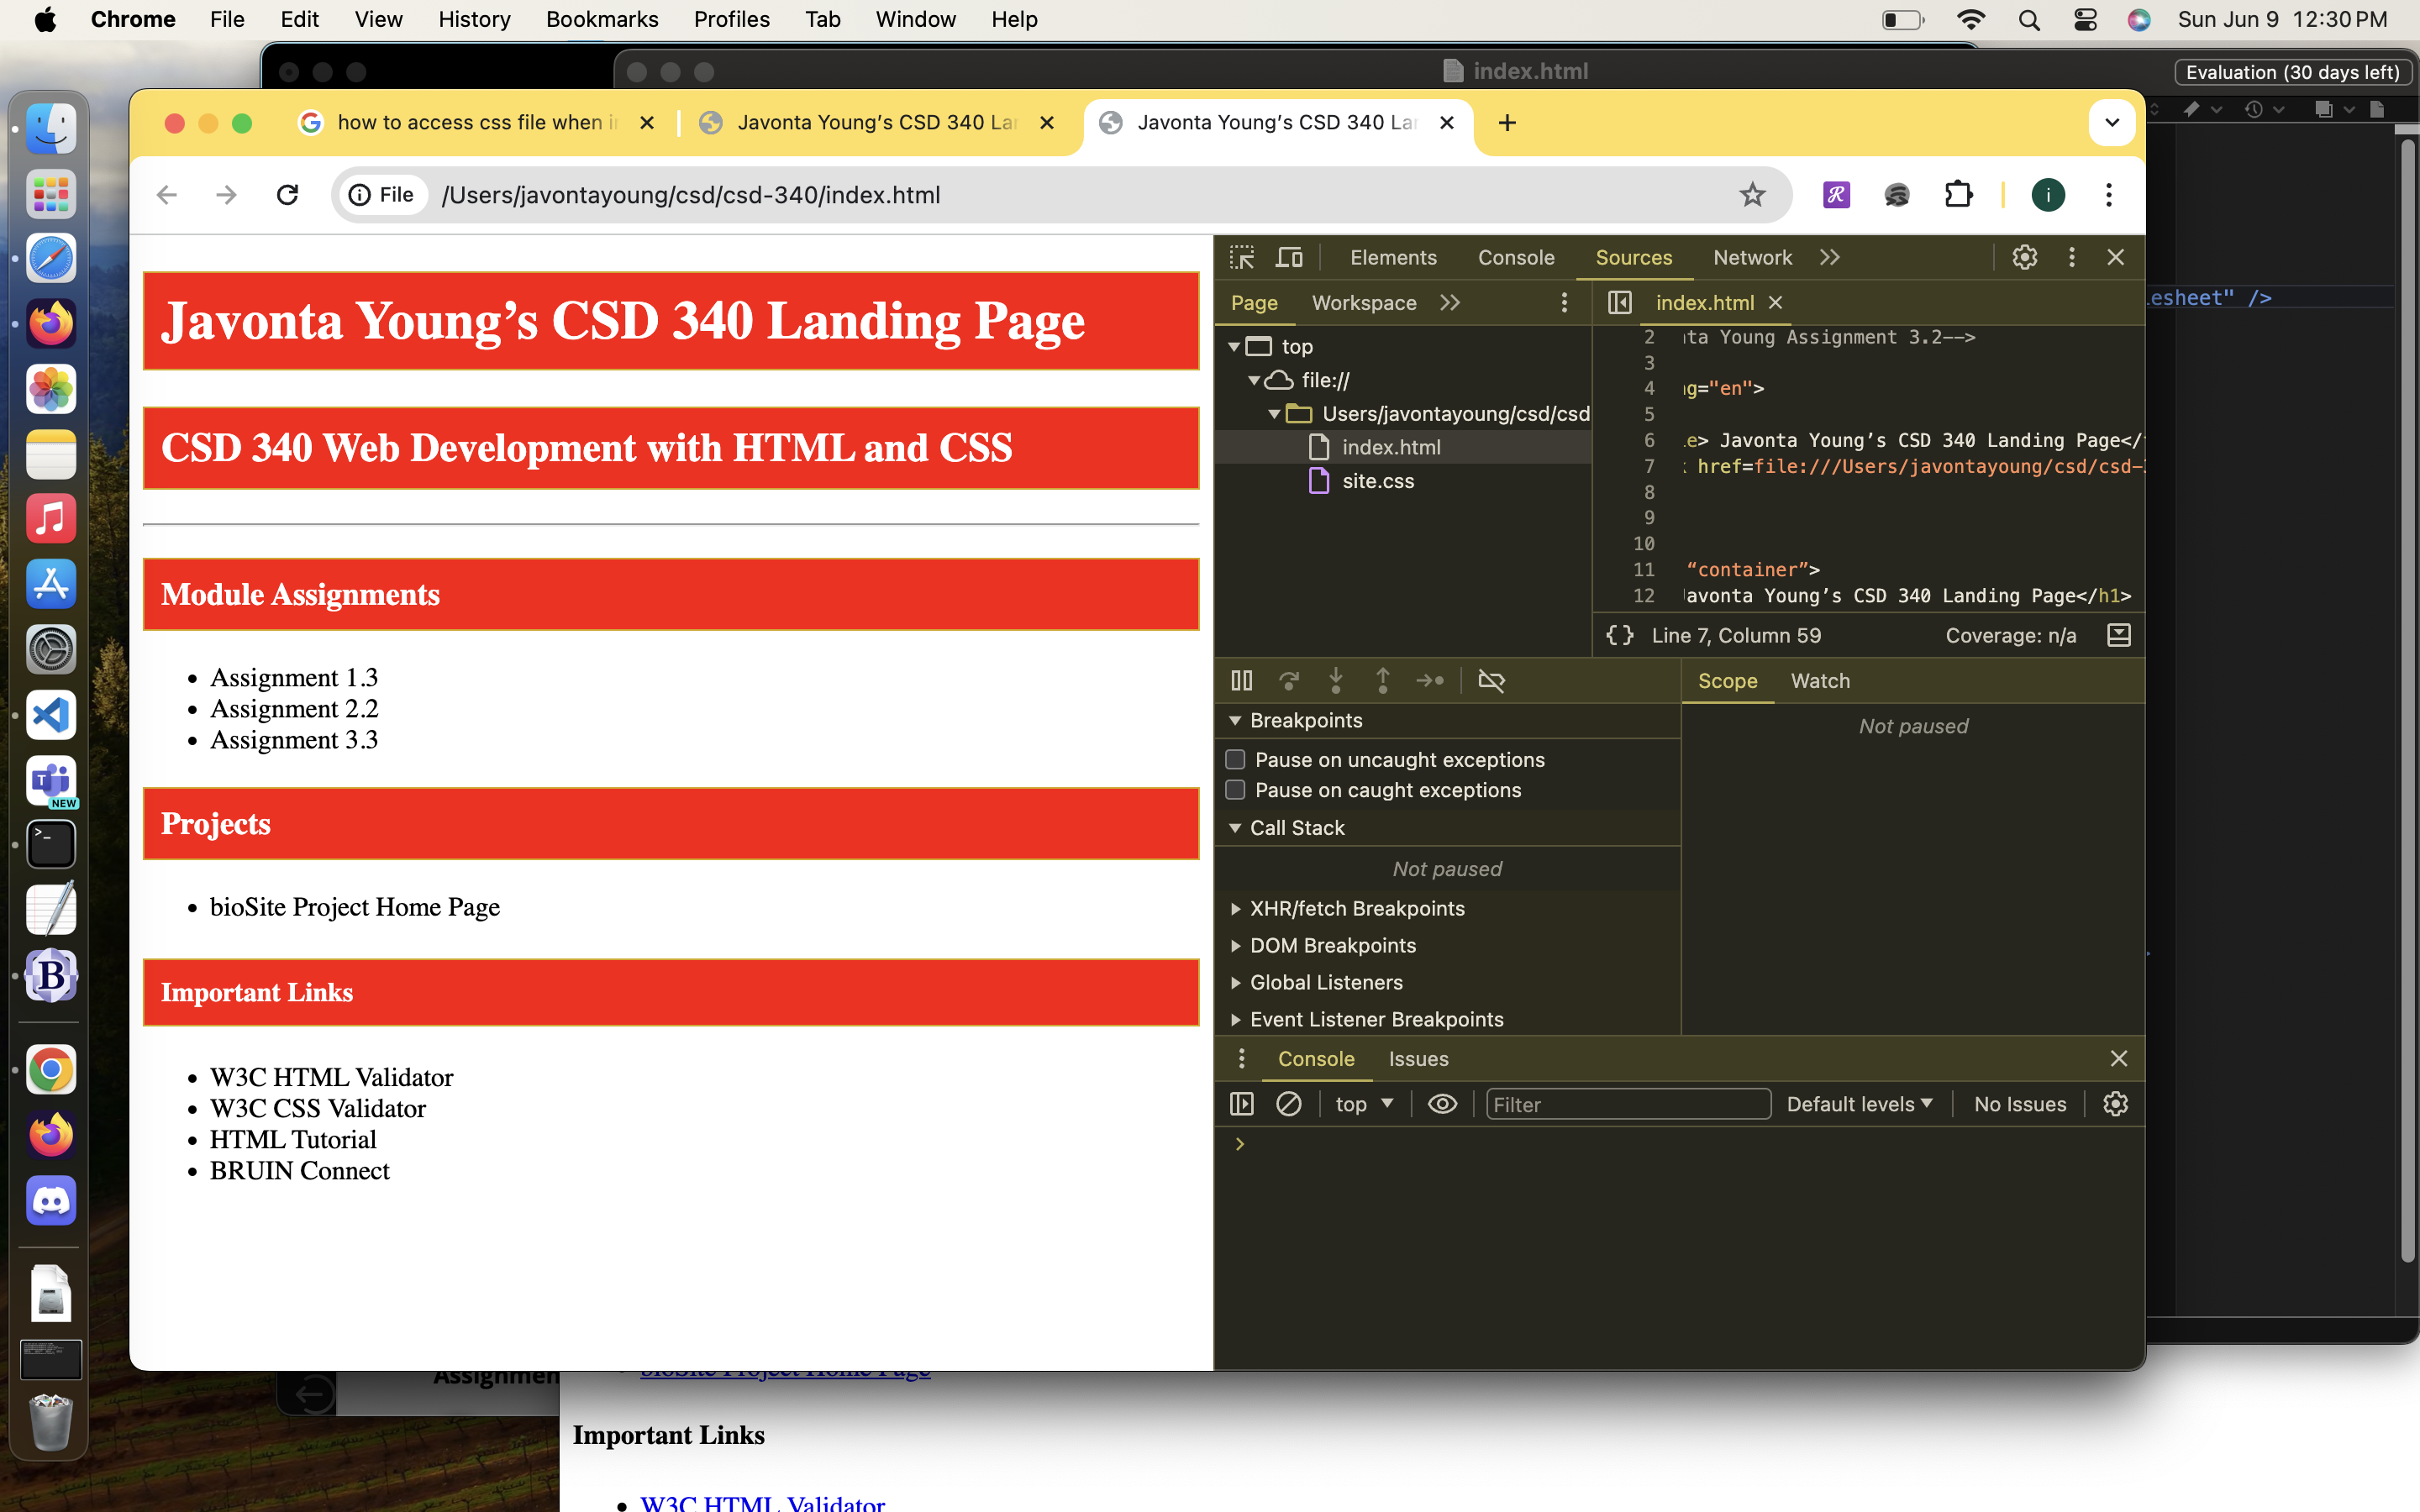 Chrome File Edit View History Bookmarks Profiles Tab Window Help Sun Jun 9 12:30 PM
index.html Evaluation (30 days left)
how to access css file when Javonta Young’s CSD 340 Javonta Young’s CSD 340
File /Users/javontayoung/csd/csd-340/index.html i
Javonta Young’s CSD 340 Landing Page
CSD 340 Web Development with HTML and CSS
Module Assignments
• Assignment 1.3
• Assignment 2.2
• Assignment 3.3
Projects
• bioSite Project Home Page
Important Links
• W3C HTML Validator
• W3C CSS Validator
• HTML Tutorial
• BRUIN Connect
Elements Console Sources Network
Page Workspace
top
file://
Users/javontayoung/csd/csd
index.html
site.css
index.html
2 ta Young Assignment 3.2-->
3
4 ng="en">
5
6 e> Javonta Young’s CSD 340 Landing Page</
7 href=file:///Users/javontayoung/csd/csd-
8
9
10
11 “container”>
12 avonta Young’s CSD 340 Landing Page</h1>
{} Line 7, Column 59 Coverage: n/a
esheet" />
Scope Watch
Not paused
Breakpoints
Pause on uncaught exceptions
Pause on caught exceptions
Call Stack
Not paused
XHR/fetch Breakpoints
DOM Breakpoints
Global Listeners
Event Listener Breakpoints
Console Issues
top Filter Default levels No Issues
NEW
B
Assignmen
bioSite Project Home Page
Important Links
• W3C HTML Validator